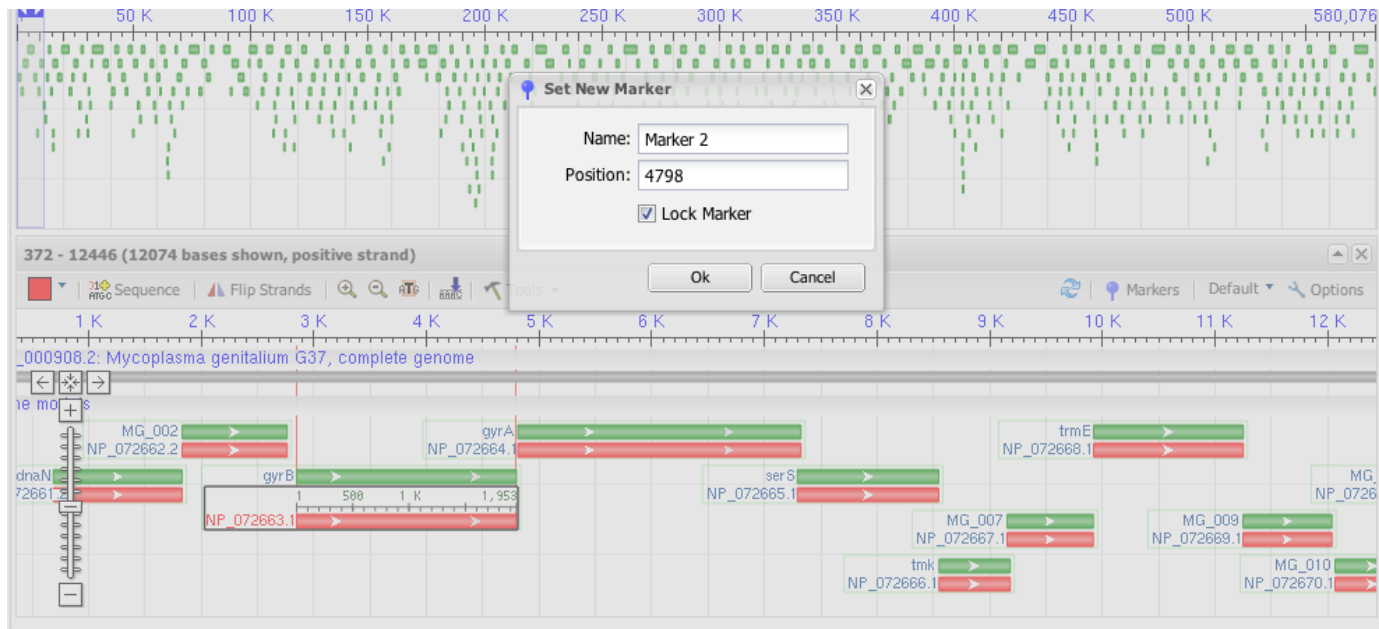 50 K 100 K 150 K 200 K 250 K 300 K 350 K 400 K 450 K 500 K 580,076
Set New Marker
Name: Marker 2
Position: 4798
Lock Marker
Ok Cancel
372 - 12446 (12074 bases shown, positive strand)
Sequence Flip Strands ATG Tools Markers Default Options
1 K 2 K 3 K 4 K 5 K 6 K 7 K 8 K 9 K 10 K 11 K 12 K
_000908.2: Mycoplasma genitalium G37, complete genome
MG_002 gyrA trmE
NP_072662.2 NP_072664.1 NP_072668.1
dnaN gyrB serS MG_
1 500 1 K 1,953 NP_072665.1 NP_0726
NP_072663.1 MG_007 MG_009
NP_072667.1 NP_072669.1
tmk MG_010
NP_072666.1 NP_072670.1